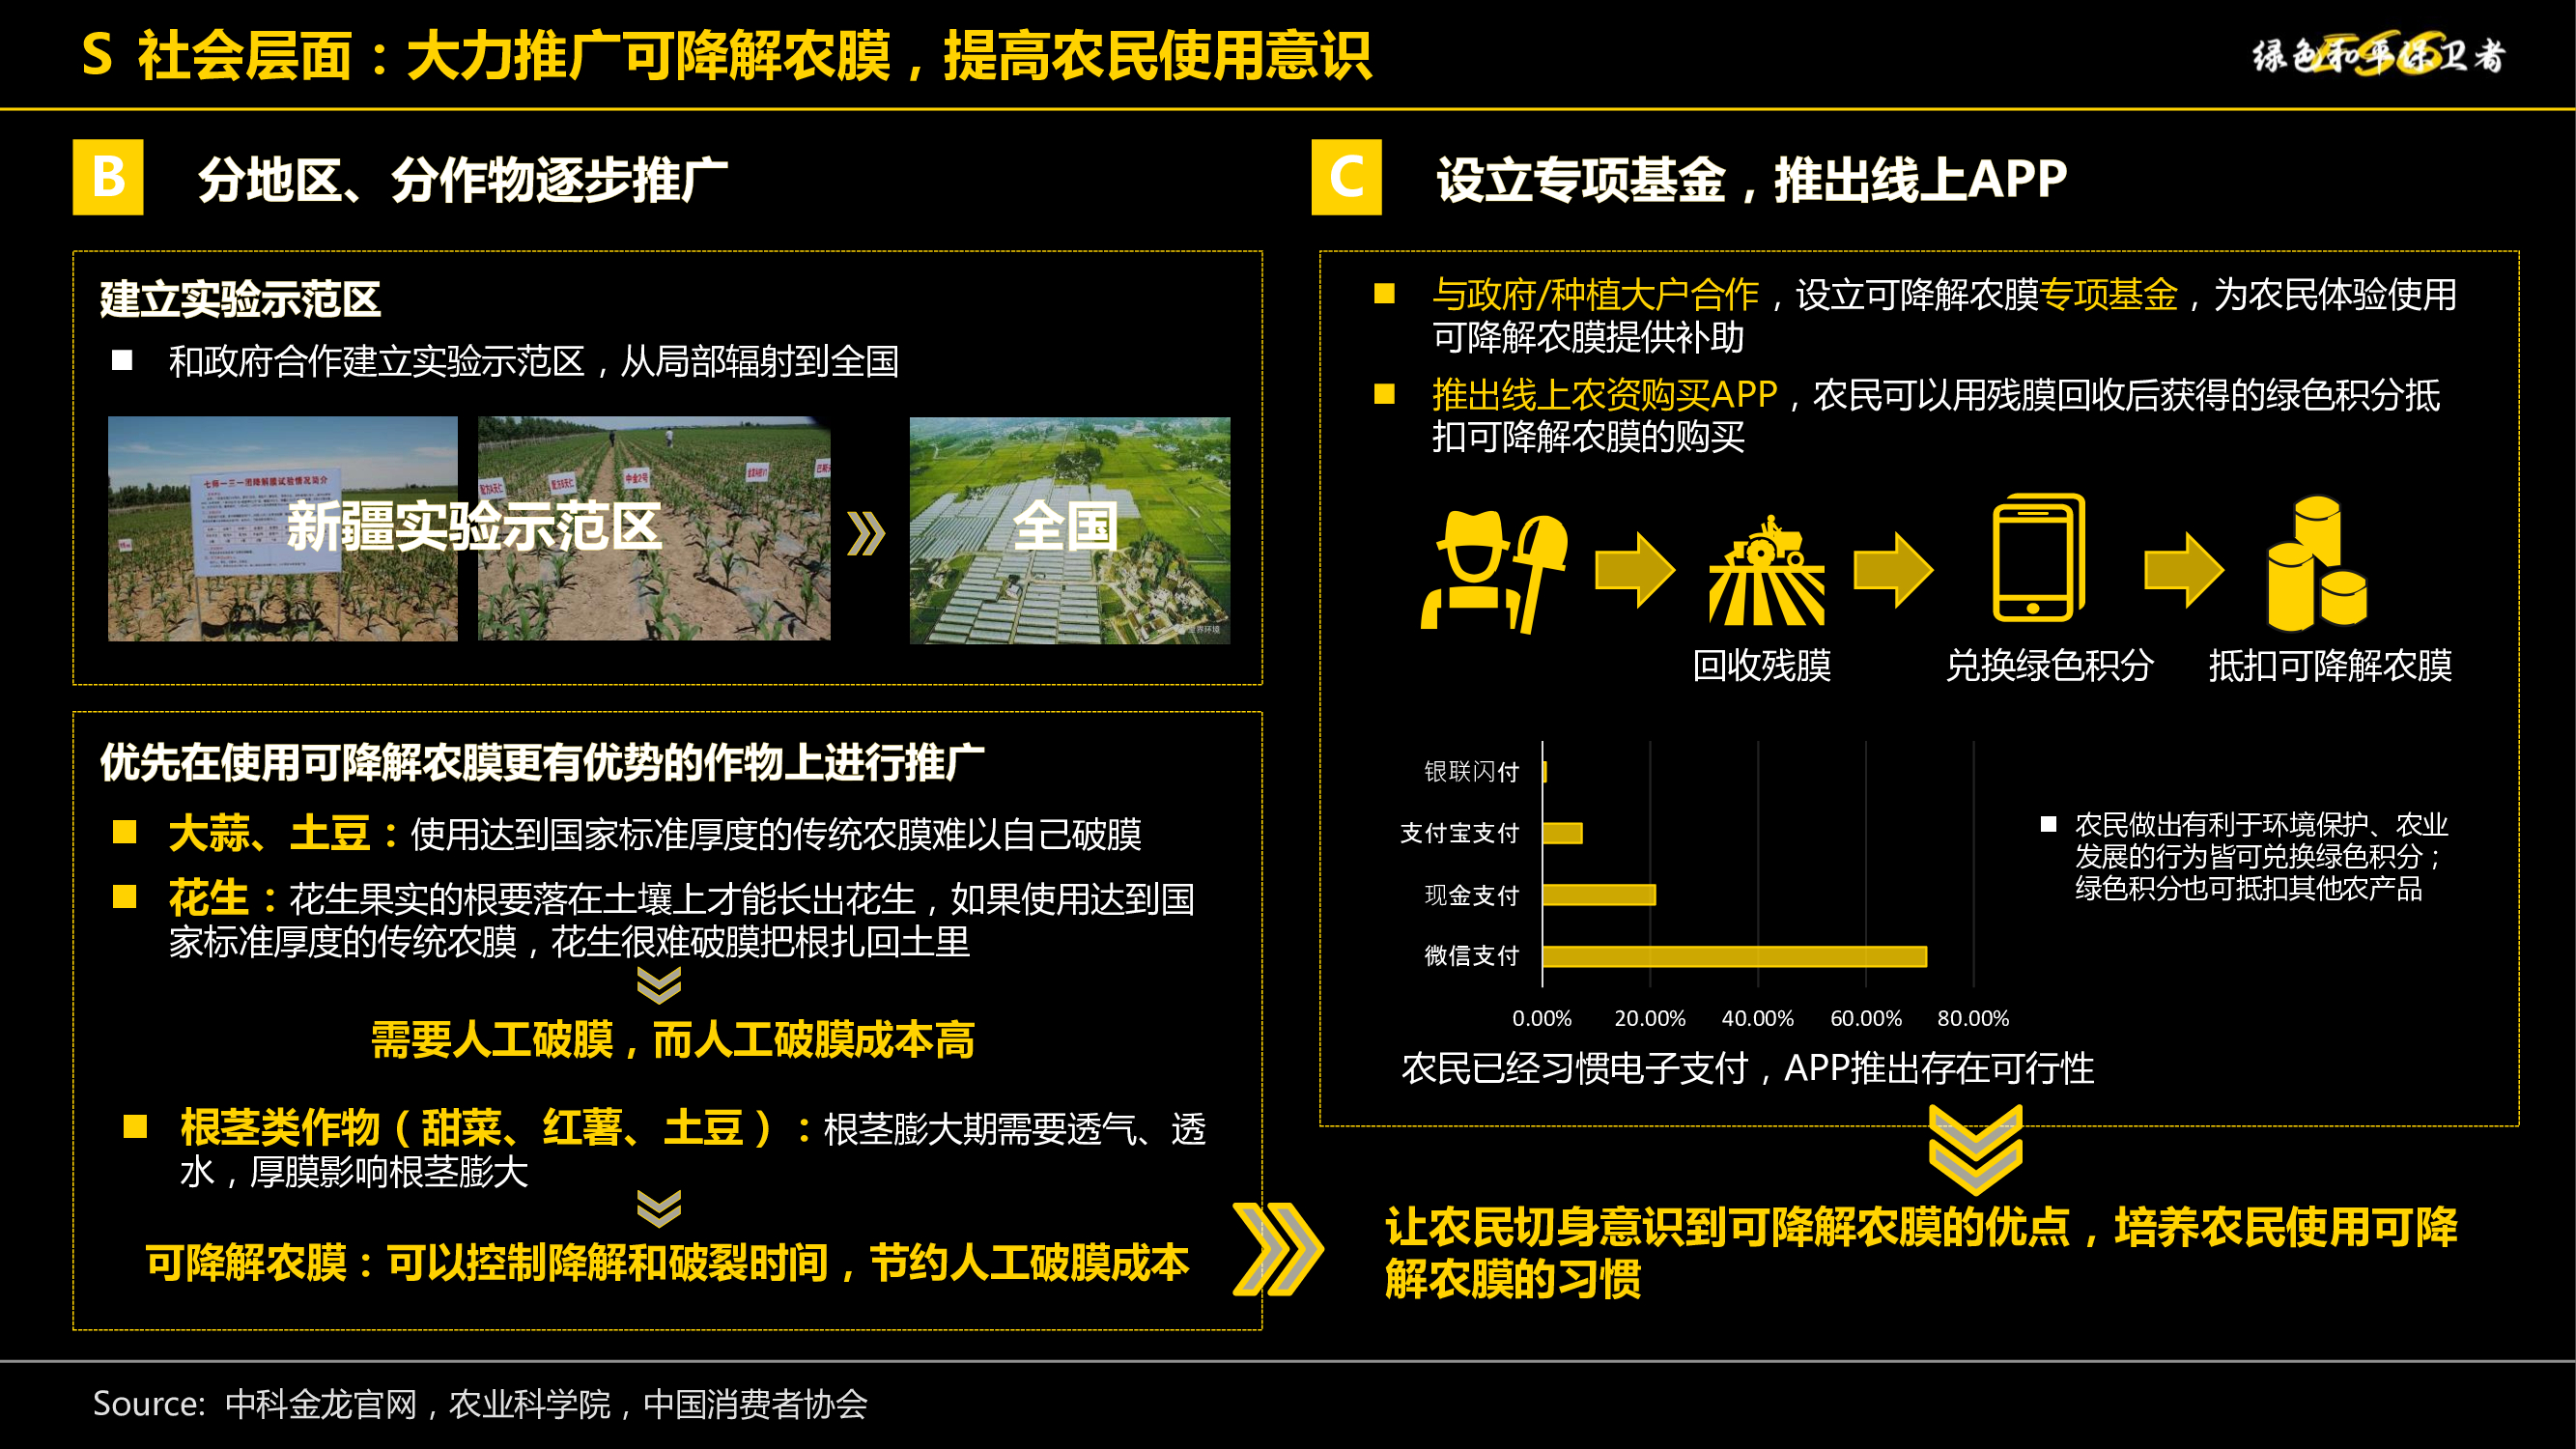 S 社会层面：大力推广可降解农膜，提高农民使用意识
绿色和平保卫者
B 分地区、分作物逐步推广
建立实验示范区
■ 和政府合作建立实验示范区，从局部辐射到全国
七师一三一团降解膜试验情况简介
中金2号
新疆实验示范区
全国
优先在使用可降解农膜更有优势的作物上进行推广
■ 大蒜、土豆：使用达到国家标准厚度的传统农膜难以自己破膜
■ 花生：花生果实的根要落在土壤上才能长出花生，如果使用达到国
家标准厚度的传统农膜，花生很难破膜把根扎回土里
需要人工破膜，而人工破膜成本高
■ 根茎类作物（甜菜、红薯、土豆）：根茎膨大期需要透气、透
水，厚膜影响根茎膨大
可降解农膜：可以控制降解和破裂时间，节约人工破膜成本
C 设立专项基金，推出线上APP
■ 与政府/种植大户合作，设立可降解农膜专项基金，为农民体验使用
可降解农膜提供补助
■ 推出线上农资购买APP，农民可以用残膜回收后获得的绿色积分抵
扣可降解农膜的购买
回收残膜 兑换绿色积分 抵扣可降解农膜
银联闪付
支付宝支付
现金支付
微信支付
0.00% 20.00% 40.00% 60.00% 80.00%
■ 农民做出有利于环境保护、农业
发展的行为皆可兑换绿色积分；
绿色积分也可抵扣其他农产品
农民已经习惯电子支付，APP推出存在可行性
让农民切身意识到可降解农膜的优点，培养农民使用可降
解农膜的习惯
Source: 中科金龙官网，农业科学院，中国消费者协会